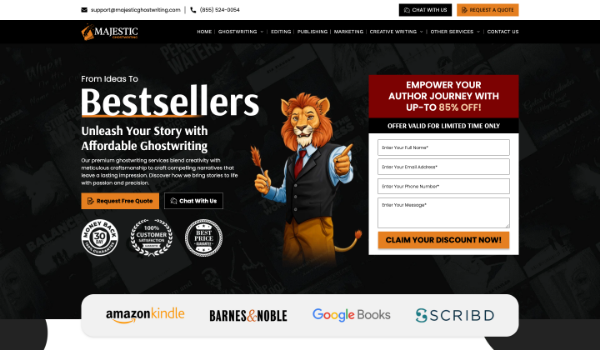 support@majesticghostwriting.com | (855) 524-0054
CHAT WITH US
REQUEST A QUOTE
MAJESTIC
GHOSTWRITING
HOME | GHOSTWRITING | EDITING | PUBLISHING | MARKETING | CREATIVE WRITING | OTHER SERVICES | CONTACT US
From Ideas To
Bestsellers
Unleash Your Story with
Affordable Ghostwriting
Our premium ghostwriting services blend creativity with
meticulous craftsmanship to craft compelling narratives that
leave a lasting impression. Discover how we bring stories to life
with passion and precision.
Request Free Quote
Chat With Us
MONEY BACK
30
100%
CUSTOMER
SATISFACTION
BEST
PRICE
EMPOWER YOUR
AUTHOR JOURNEY WITH
UP-TO 85% OFF!
OFFER VALID FOR LIMITED TIME ONLY
Enter Your Full Name*
Enter Your Email Address*
Enter Your Phone Number*
Enter Your Message*
CLAIM YOUR DISCOUNT NOW!
amazonkindle
BARNES&NOBLE
Google Books
SCRIBD